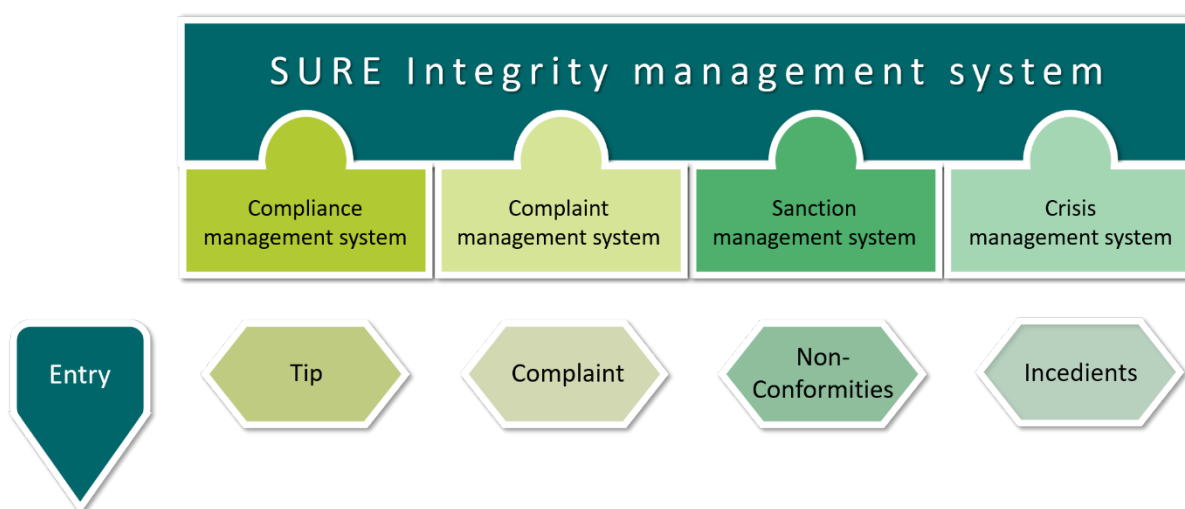 SURE Integrity management system
Compliance
management system
Complaint
management system
Sanction
management system
Crisis
management system
Entry
Tip
Complaint
Non-
Conformities
Incedients